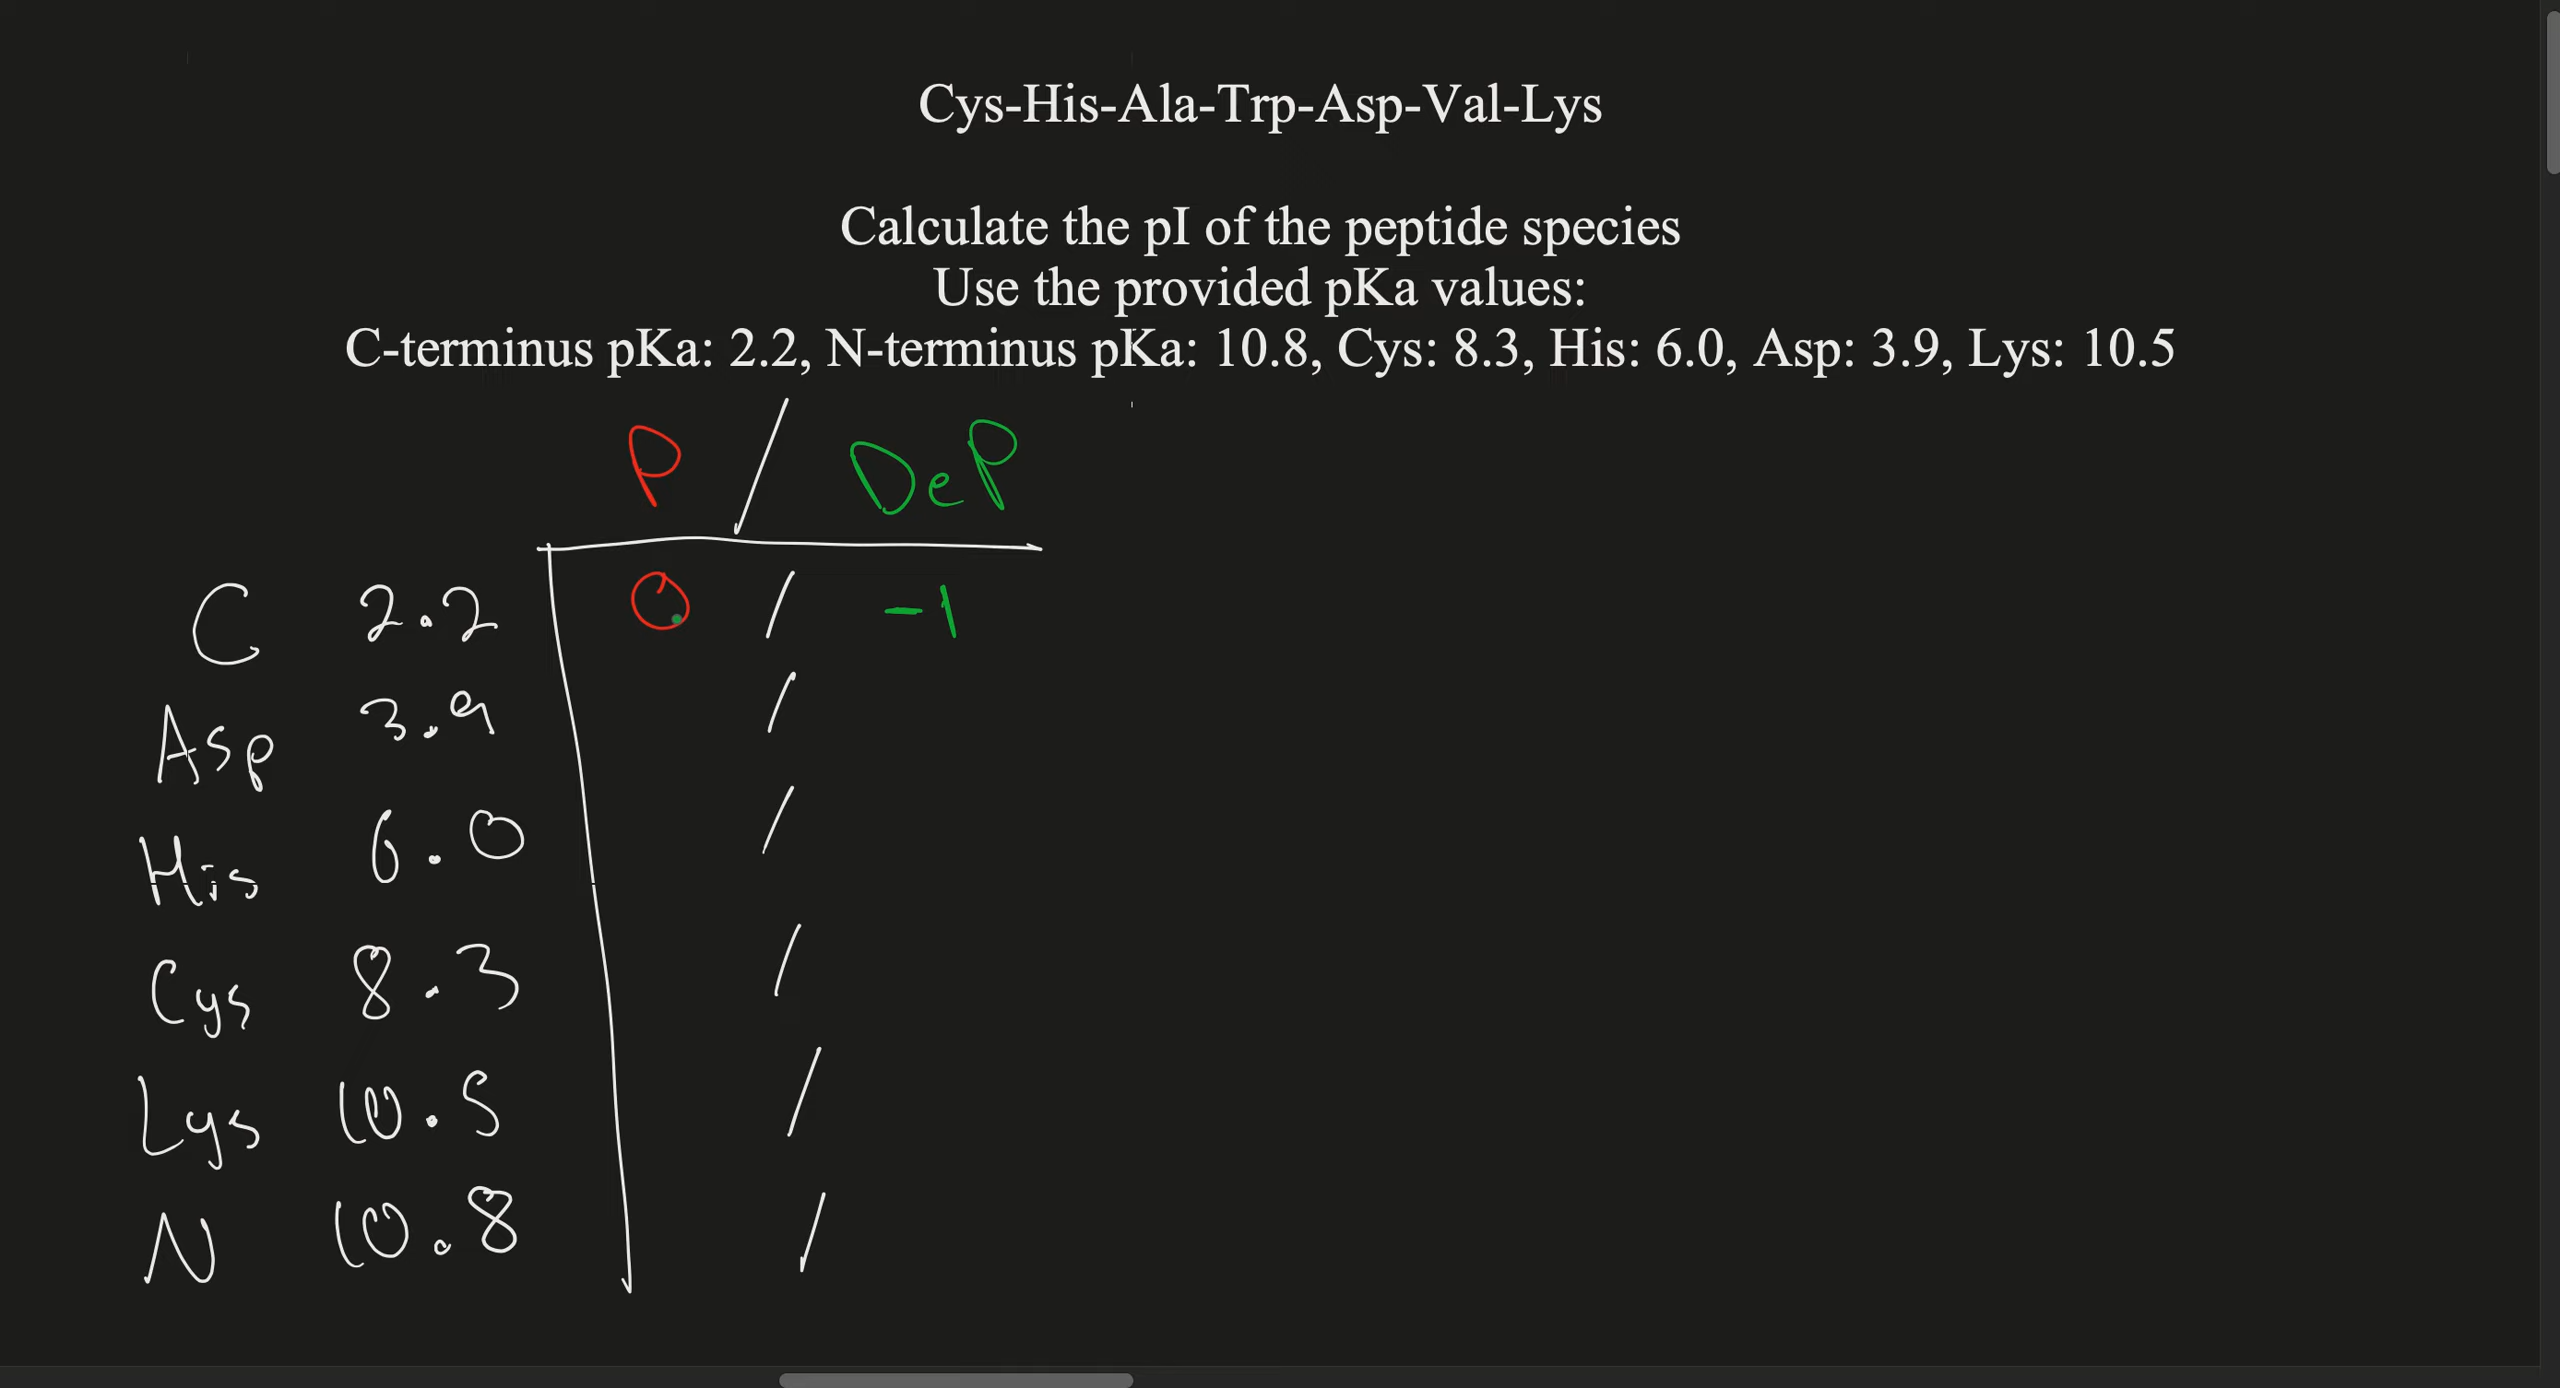 Cys-His-Ala-Trp-Asp-Val-Lys
Calculate the pI of the peptide species
Use the provided pKa values:
C-terminus pKa: 2.2, N-terminus pKa: 10.8, Cys: 8.3, His: 6.0, Asp: 3.9, Lys: 10.5
P / DeP
C 2.2 0 / -1
Asp 3.9 /
His 6.0 /
Cys 8.3 /
Lys 10.5 /
N 10.8 /